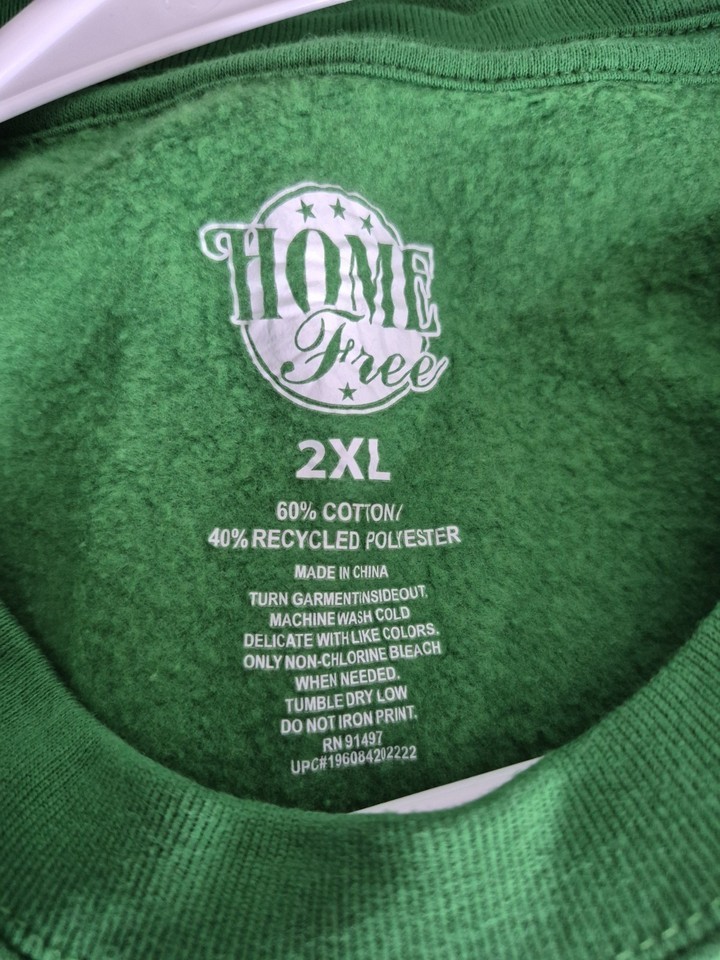 HOME
Free
2XL
60% COTTON/
40% RECYCLED POLYESTER
MADE IN CHINA
TURN GARMENT INSIDE OUT.
MACHINE WASH COLD
DELICATE WITH LIKE COLORS.
ONLY NON-CHLORINE BLEACH
WHEN NEEDED.
TUMBLE DRY LOW
DO NOT IRON PRINT.
RN 91497
UPC#196084202222